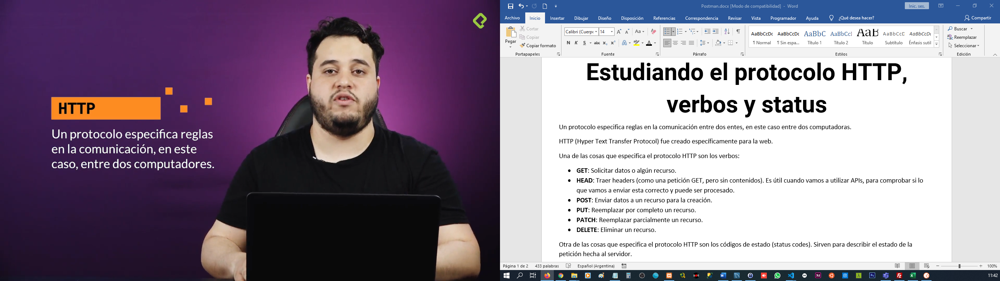 HTTP
Un protocolo especifica reglas
en la comunicación, en este
caso, entre dos computadores.
Postman.docx [Modo de compatibilidad] - Word
Inic. ses.
Archivo Inicio Insertar Dibujar Diseño Disposición Referencias Correspondencia Revisar Vista Programador Ayuda ¿Qué desea hacer? Compartir
Pegar
Cortar
Copiar
Copiar formato
Portapapeles
Calibri (Cuerpo 14
Aa
N K S abc x₂ x²
Fuente
Párrafo
AaBbCcDc AaBbCcDc AaBbC AaBbCcI AaB AaBbCcD AaBbCcDc
¶ Normal ¶ Sin espa... Título 1 Título 2 Título Subtítulo Énfasis sutil
Estilos
Buscar
Reemplazar
Seleccionar
Edición
Estudiando el protocolo HTTP,
verbos y status
Un protocolo especifica reglas en la comunicación entre dos entes, en este caso entre dos computadoras.
HTTP (Hyper Text Transfer Protocol) fue creado específicamente para la web.
Una de las cosas que especifica el protocolo HTTP son los verbos:
• GET: Solicitar datos o algún recurso.
• HEAD: Traer headers (como una petición GET, pero sin contenidos). Es útil cuando vamos a utilizar APIs, para comprobar si lo
que vamos a enviar esta correcto y puede ser procesado.
• POST: Enviar datos a un recurso para la creación.
• PUT: Reemplazar por completo un recurso.
• PATCH: Reemplazar parcialmente un recurso.
• DELETE: Eliminar un recurso.
Otra de las cosas que especifica el protocolo HTTP son los códigos de estado (status codes). Sirven para describir el estado de la
petición hecha al servidor.
Página 1 de 2 433 palabras Español (Argentina) 100%
11:42